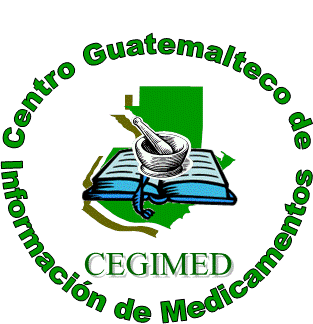 Centro Guatemalteco de
Información de Medicamentos
CEGIMED